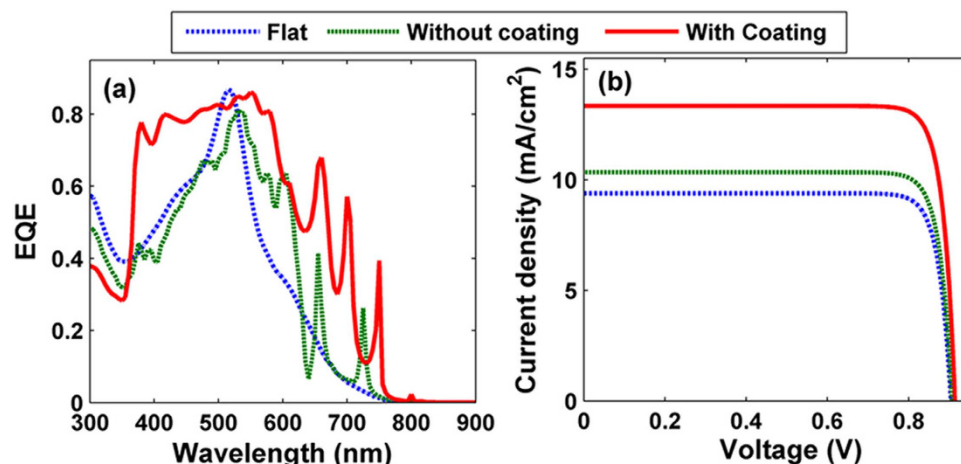 Flat Without coating With Coating
(a)
EQE
0.8
0.6
0.4
0.2
0
300 400 500 600 700 800 900
Wavelength (nm)
(b)
Current density (mA/cm²)
15
10
5
0
0 0.2 0.4 0.6 0.8
Voltage (V)